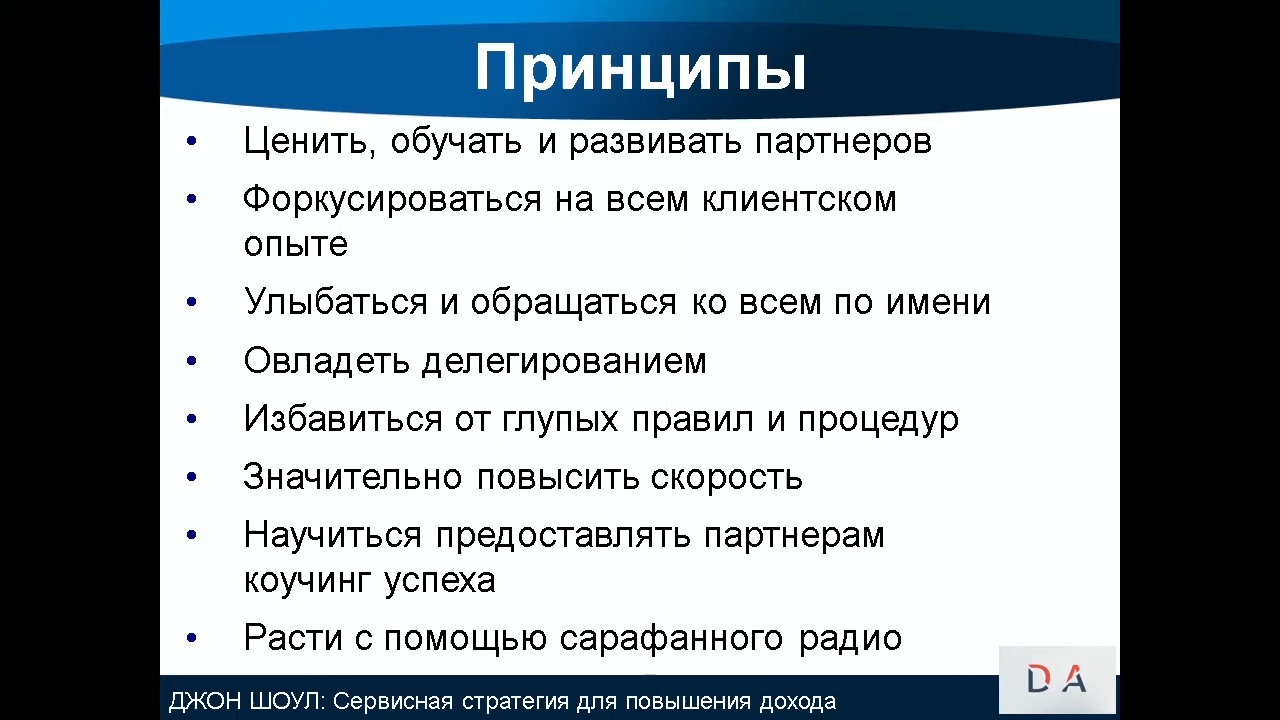 Принципы
• Ценить, обучать и развивать партнеров
• Форкусироваться на всем клиентском
опыте
• Улыбаться и обращаться ко всем по имени
• Овладеть делегированием
• Избавиться от глупых правил и процедур
• Значительно повысить скорость
• Научиться предоставлять партнерам
коучинг успеха
• Расти с помощью сарафанного радио
DA
ДЖОН ШОУЛ: Сервисная стратегия для повышения дохода